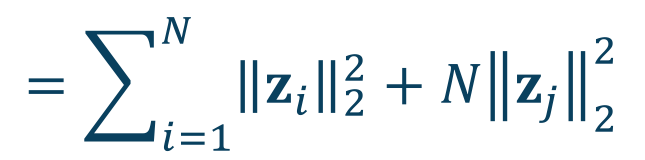 = ∑_{i=1}^{N} ‖𝐳_i‖_2^2 + N‖𝐳_j‖_2^2